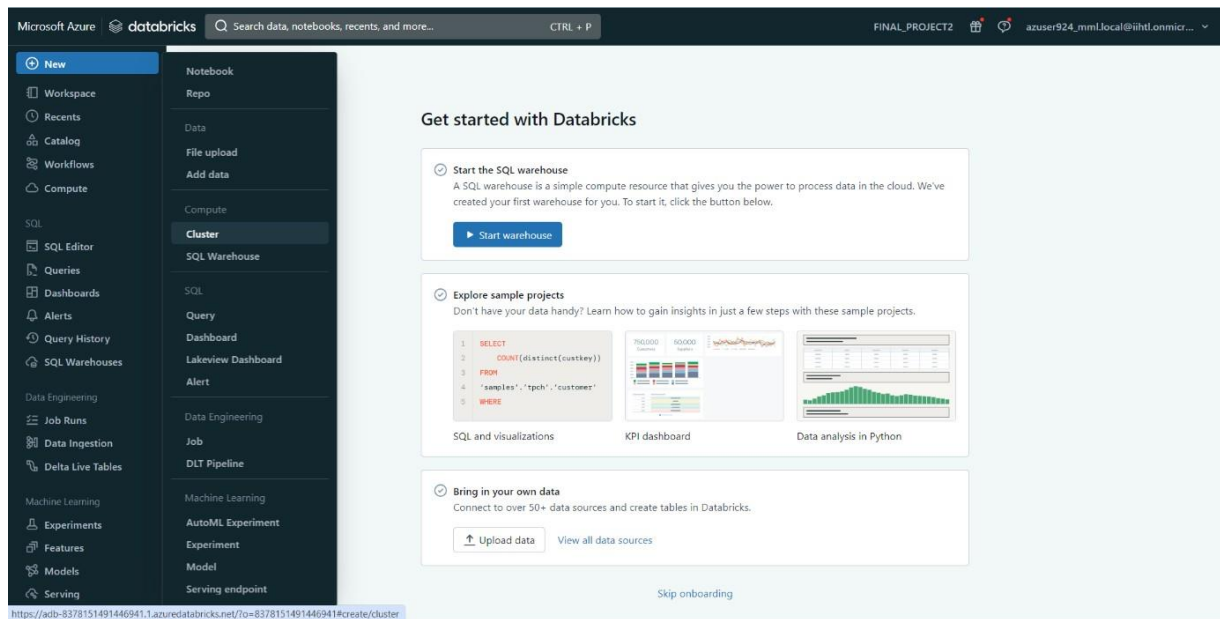 Microsoft Azure databricks Search data, notebooks, recents, and more... CTRL + P FINAL_PROJECT2 azuser924_mml.local@iihtl.onmicr...
New
Workspace
Recents
Catalog
Workflows
Compute
SQL
SQL Editor
Queries
Dashboards
Alerts
Query History
SQL Warehouses
Data Engineering
Job Runs
Data Ingestion
Delta Live Tables
Machine Learning
Experiments
Features
Models
Serving
Notebook
Repo
Data
File upload
Add data
Compute
Cluster
SQL Warehouse
SQL
Query
Dashboard
Lakeview Dashboard
Alert
Data Engineering
Job
DLT Pipeline
Machine Learning
AutoML Experiment
Experiment
Model
Serving endpoint
Get started with Databricks
Start the SQL warehouse
A SQL warehouse is a simple compute resource that gives you the power to process data in the cloud. We've
created your first warehouse for you. To start it, click the button below.
Start warehouse
Explore sample projects
Don't have your data handy? Learn how to gain insights in just a few steps with these sample projects.
1 SELECT
2 COUNT(distinct(custkey))
3 FROM
4 'samples'.'tpch'.'customer'
5 WHERE
750,000 60,000
SQL and visualizations
KPI dashboard
Data analysis in Python
Bring in your own data
Connect to over 50+ data sources and create tables in Databricks.
Upload data View all data sources
Skip onboarding
https://adb-8378151491446941.1.azuredatabricks.net/?o=8378151491446941#create/cluster